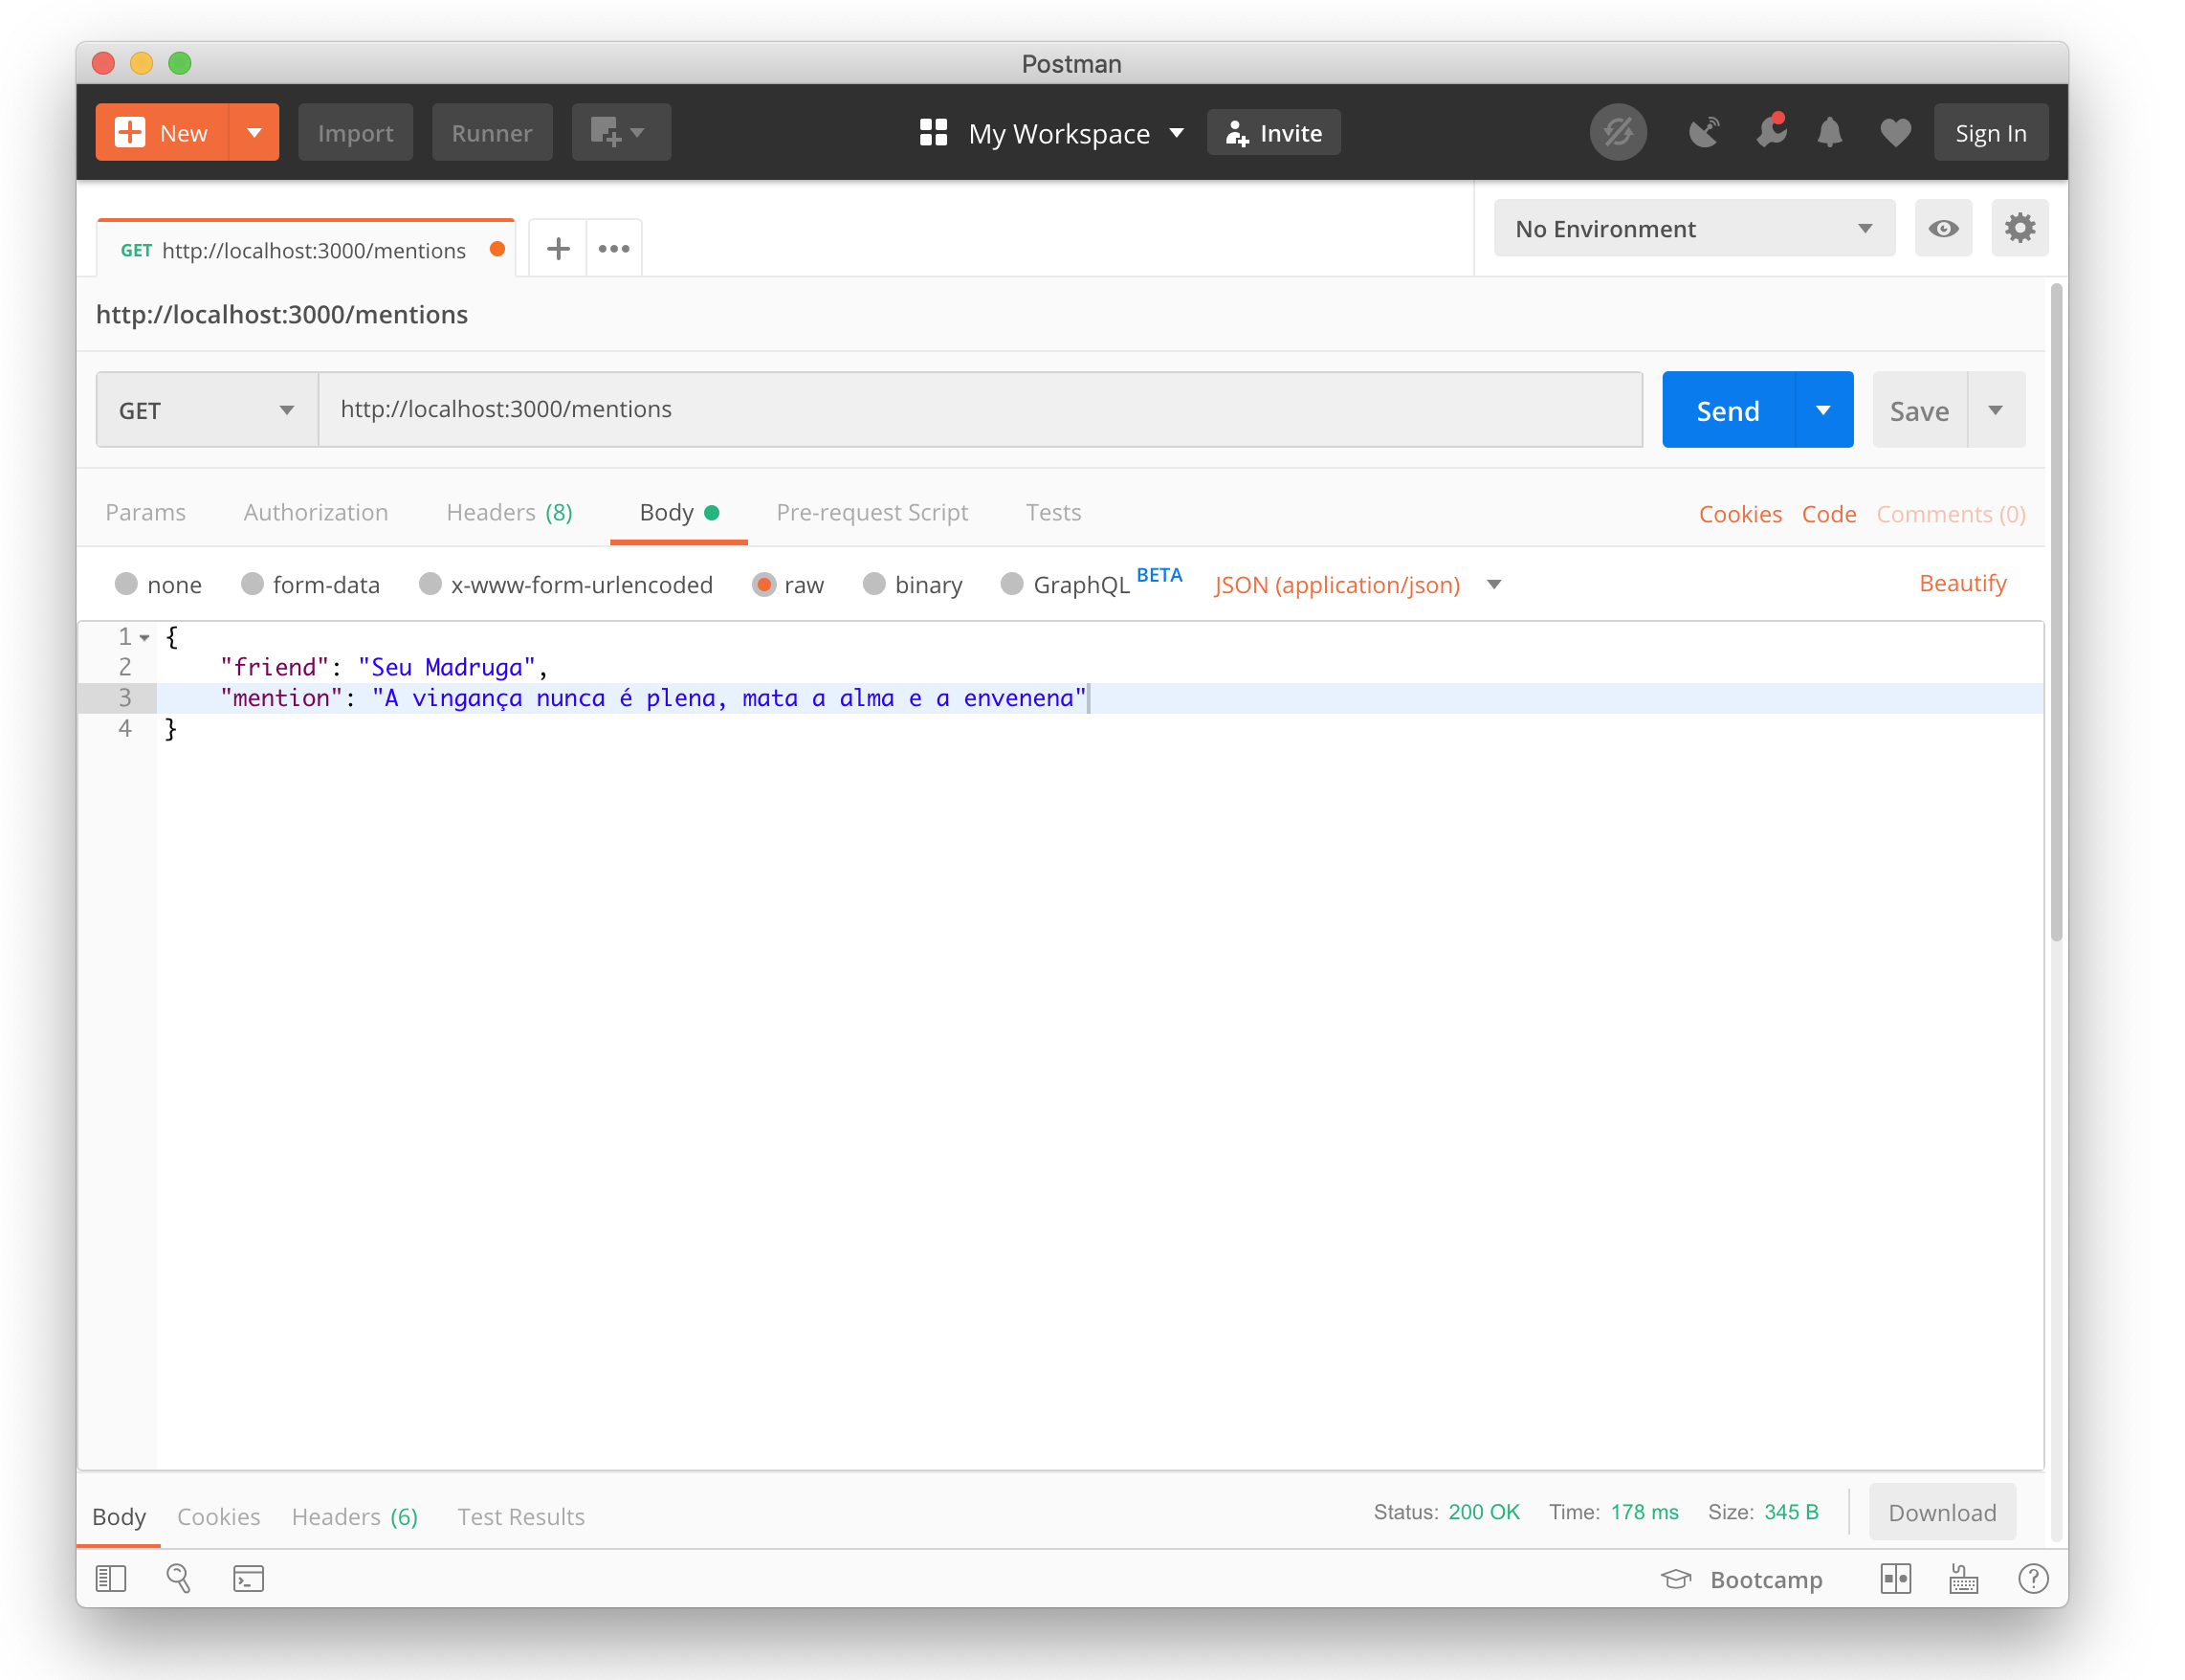 Postman
New Import Runner My Workspace Invite Sign In
GET http://localhost:3000/mentions No Environment
http://localhost:3000/mentions
GET http://localhost:3000/mentions Send Save
Params Authorization Headers (8) Body Pre-request Script Tests Cookies Code Comments (0)
none form-data x-www-form-urlencoded raw binary GraphQL BETA JSON (application/json) Beautify
1 {
2 "friend": "Seu Madruga",
3 "mention": "A vingança nunca é plena, mata a alma e a envenena"
4 }
Body Cookies Headers (6) Test Results Status: 200 OK Time: 178 ms Size: 345 B Download
Bootcamp